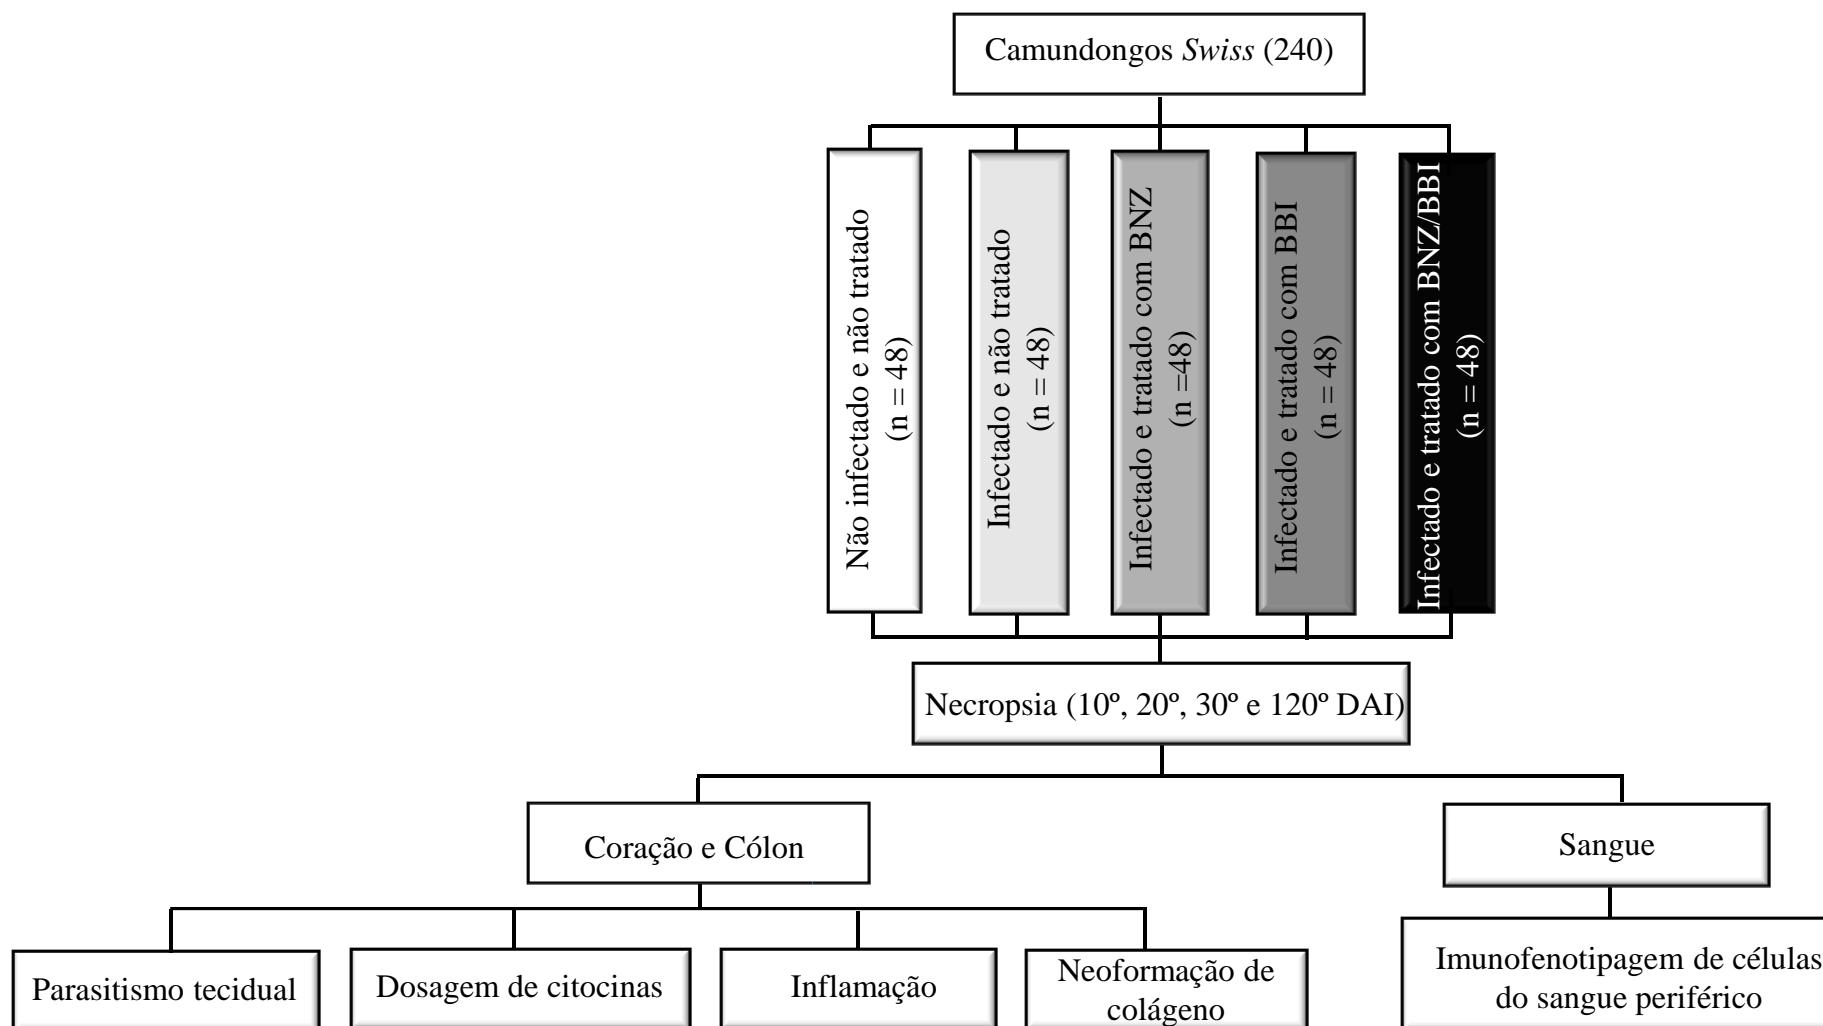 Camundongos Swiss (240)
Não infectado e não tratado
(n = 48)
Infectado e não tratado
(n = 48)
Infectado e tratado com BNZ
(n =48)
Infectado e tratado com BBI
(n = 48)
Infectado e tratado com BNZ/BBI
(n = 48)
Necropsia (10º, 20º, 30º e 120º DAI)
Coração e Cólon
Sangue
Parasitismo tecidual
Dosagem de citocinas
Inflamação
Neoformação de
colágeno
Imunofenotipagem de células
do sangue periférico